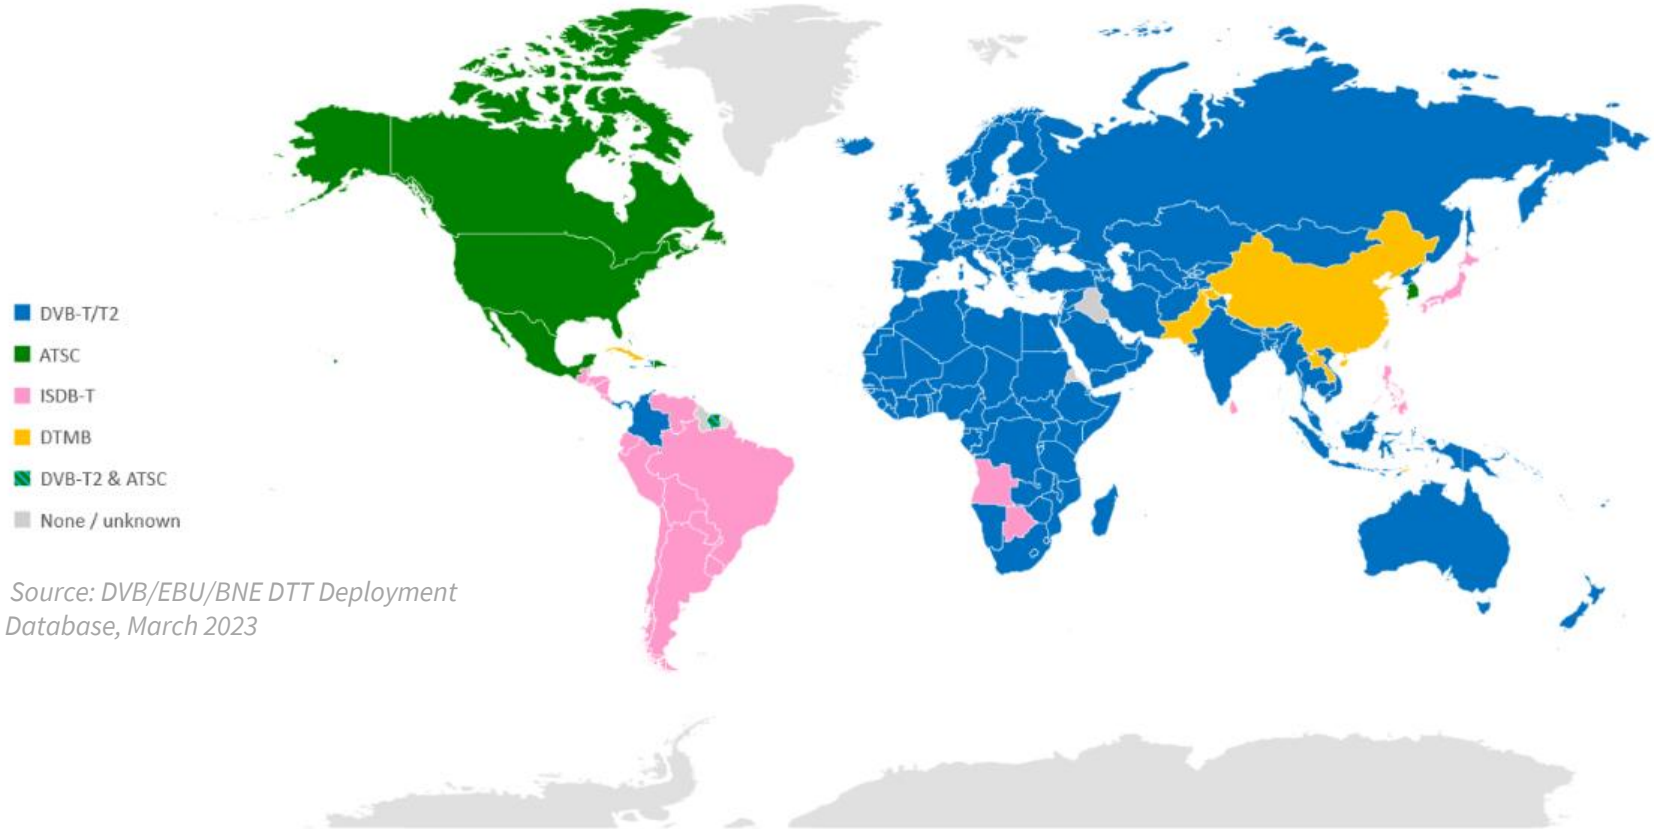 DVB-T/T2
ATSC
ISDB-T
DTMB
DVB-T2 & ATSC
None / unknown
Source: DVB/EBU/BNE DTT Deployment
Database, March 2023